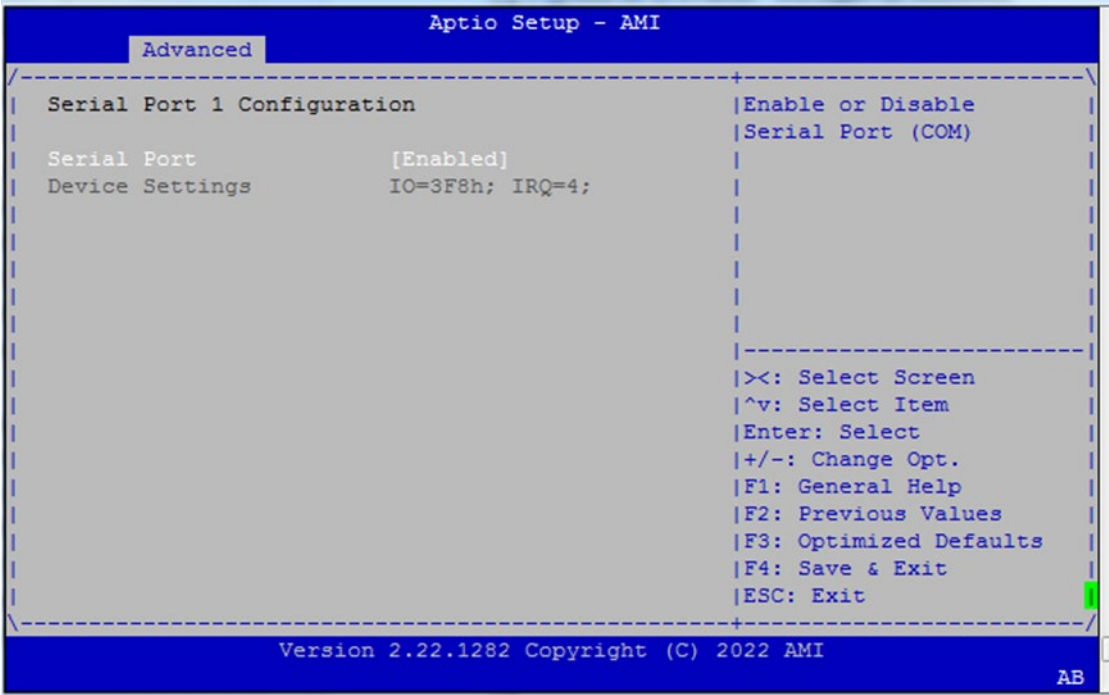 Aptio Setup - AMI
Advanced
Serial Port 1 Configuration
Serial Port [Enabled]
Device Settings IO=3F8h; IRQ=4;
Enable or Disable
Serial Port (COM)
><: Select Screen
^v: Select Item
Enter: Select
+/-: Change Opt.
F1: General Help
F2: Previous Values
F3: Optimized Defaults
F4: Save & Exit
ESC: Exit
Version 2.22.1282 Copyright (C) 2022 AMI
AB